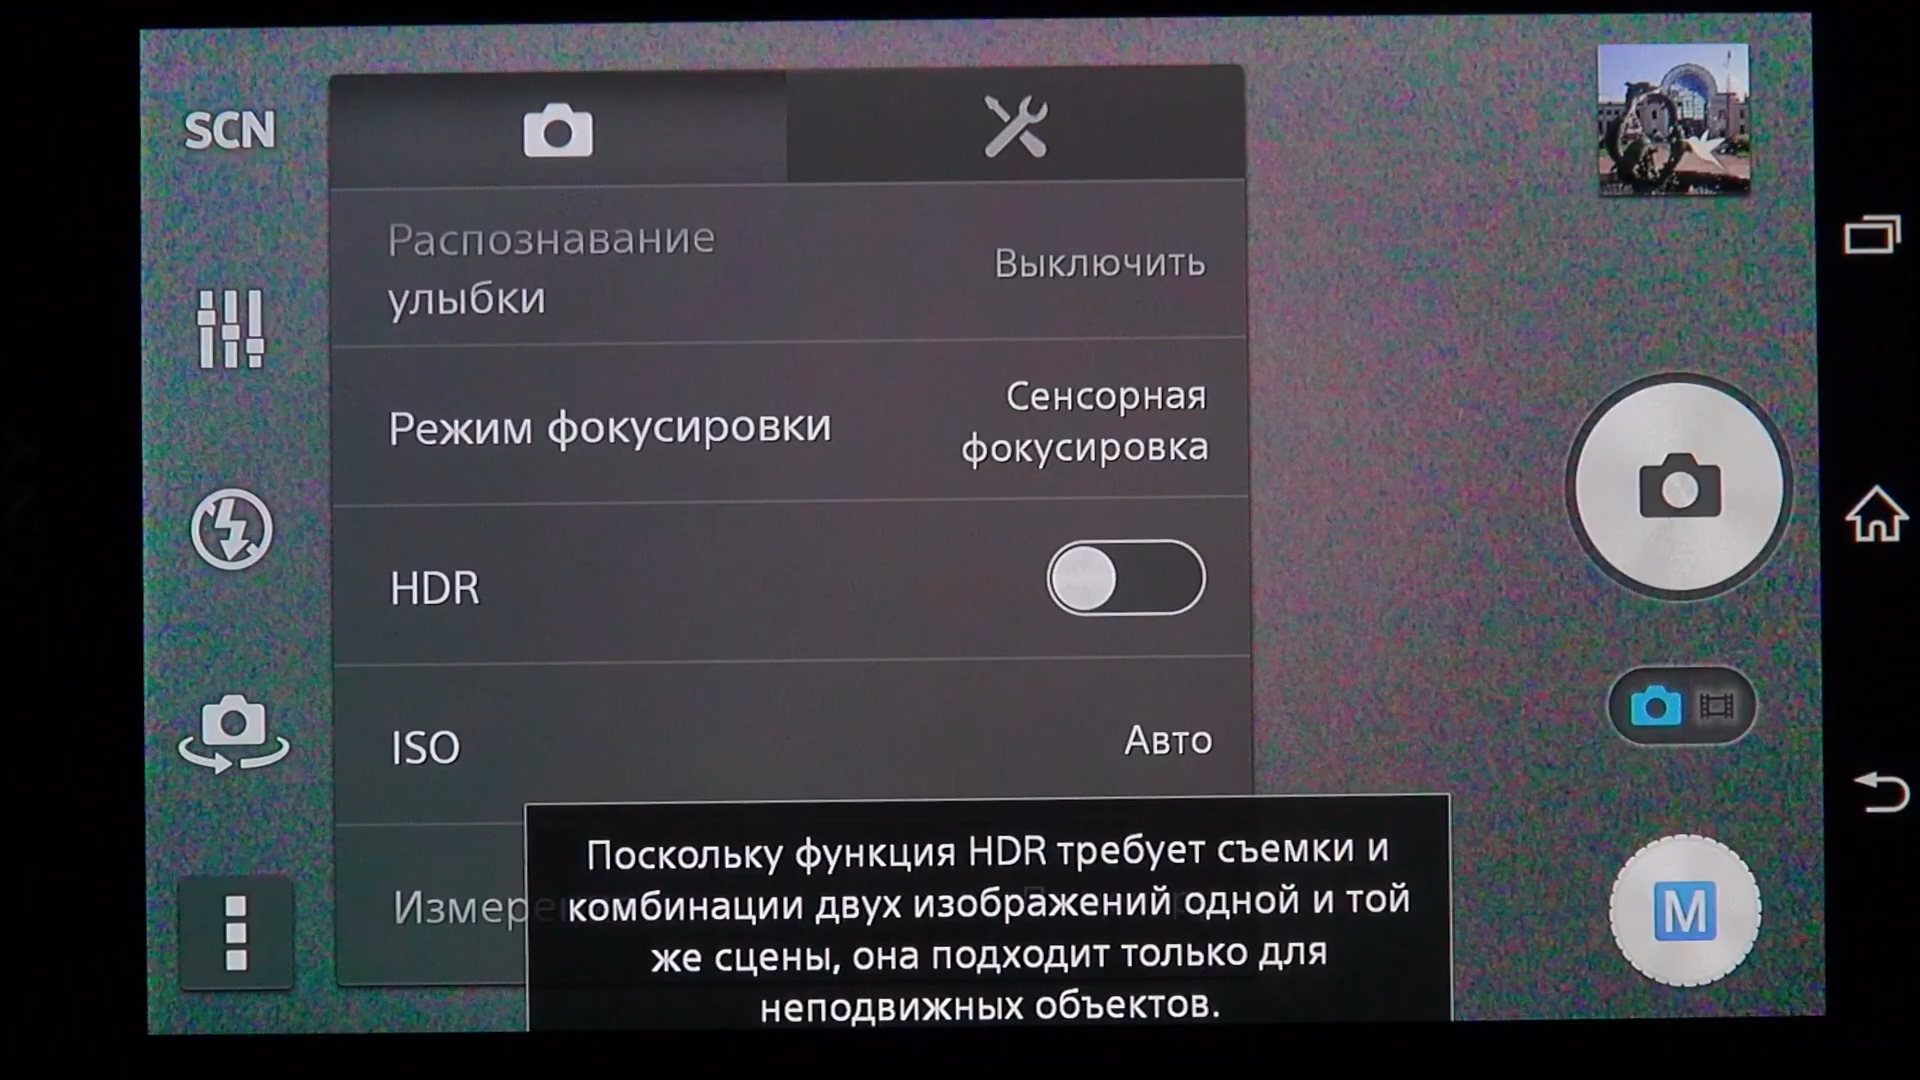 SCN
Распознавание
улыбки
Выключить
Режим фокусировки
Сенсорная
фокусировка
HDR
ISO
Авто
Поскольку функция HDR требует съемки и
комбинации двух изображений одной и той
же сцены, она подходит только для
неподвижных объектов.
M